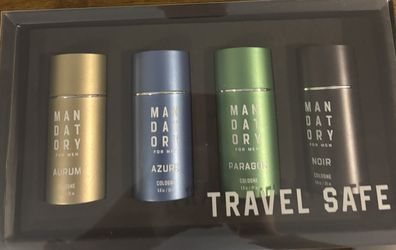 MAN
DAT
ORY
FOR MEN
AURUM
COLOGNE
MAN
DAT
ORY
FOR MEN
AZURE
COLOGNE
MAN
DAT
ORY
FOR MEN
PARAGON
COLOGNE
MAN
DAT
ORY
FOR MEN
NOIR
COLOGNE
TRAVEL SAFE